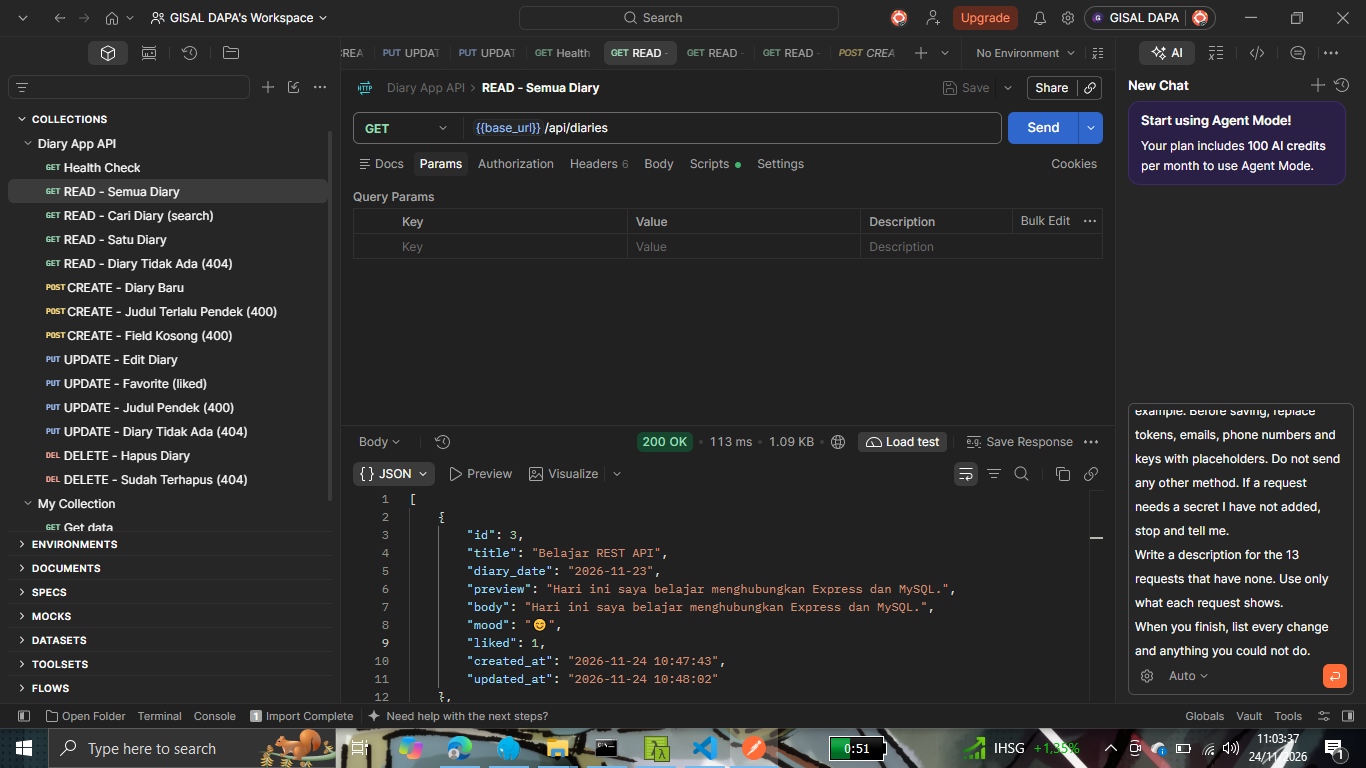 GISAL DAPA's Workspace
Search
Upgrade
GISAL DAPA
CREA
PUT UPDAT
PUT UPDAT
GET Health
GET READ -
GET READ -
GET READ -
POST CREA
No Environment
AI
COLLECTIONS
Diary App API
GET Health Check
GET READ - Semua Diary
GET READ - Cari Diary (search)
GET READ - Satu Diary
GET READ - Diary Tidak Ada (404)
POST CREATE - Diary Baru
POST CREATE - Judul Terlalu Pendek (400)
POST CREATE - Field Kosong (400)
PUT UPDATE - Edit Diary
PUT UPDATE - Favorite (liked)
PUT UPDATE - Judul Pendek (400)
PUT UPDATE - Diary Tidak Ada (404)
DEL DELETE - Hapus Diary
DEL DELETE - Sudah Terhapus (404)
My Collection
GET Get data
ENVIRONMENTS
DOCUMENTS
SPECS
MOCKS
DATASETS
TOOLSETS
FLOWS
HTTP Diary App API > READ - Semua Diary
Save
Share
GET
{{base_url}} /api/diaries
Send
Docs Params Authorization Headers 6 Body Scripts Settings
Cookies
Query Params
Key Value Description Bulk Edit
Key Value Description
Body
200 OK • 113 ms • 1.09 KB
Load test
e.g. Save Response
{} JSON
Preview
Visualize
1 [
2 {
3 "id": 3,
4 "title": "Belajar REST API",
5 "diary_date": "2026-11-23",
6 "preview": "Hari ini saya belajar menghubungkan Express dan MySQL.",
7 "body": "Hari ini saya belajar menghubungkan Express dan MySQL.",
8 "mood": "😊",
9 "liked": 1,
10 "created_at": "2026-11-24 10:47:43",
11 "updated_at": "2026-11-24 10:48:02"
12 },
New Chat
Start using Agent Mode!
Your plan includes 100 AI credits
per month to use Agent Mode.
example. Before saving, replace
tokens, emails, phone numbers and
keys with placeholders. Do not send
any other method. If a request
needs a secret I have not added,
stop and tell me.
Write a description for the 13
requests that have none. Use only
what each request shows.
When you finish, list every change
and anything you could not do.
Auto
Open Folder
Terminal
Console
1 Import Complete
Need help with the next steps?
Globals
Vault
Tools
Type here to search
0:51
IHSG +1,35%
11:03:37
24/11/2026
1